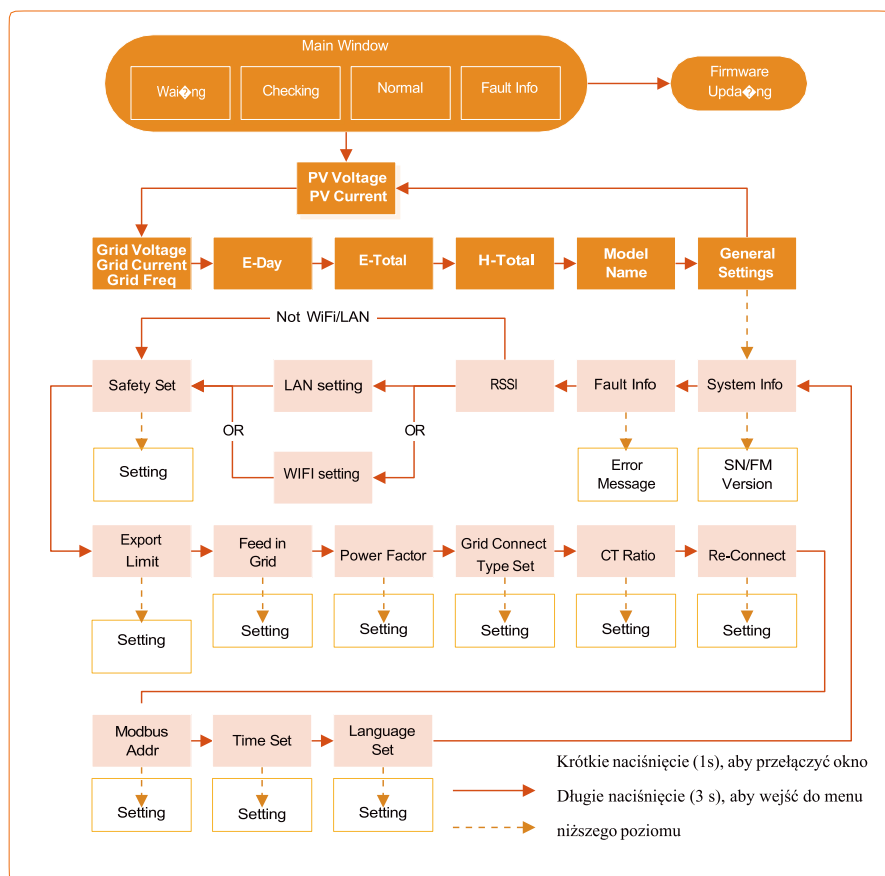 Main Window
Wai�ng
Checking
Normal
Fault Info
Firmware
Upda�ng
PV Voltage
PV Current
Grid Voltage
Grid Current
Grid Freq
E-Day
E-Total
H-Total
Model
Name
General
Settings
Not WiFi/LAN
Safety Set
LAN setting
RSSI
Fault Info
System Info
OR
OR
Setting
WIFI setting
Error
Message
SN/FM
Version
Export
Limit
Feed in
Grid
Power Factor
Grid Connect
Type Set
CT Ratio
Re-Connect
Setting
Setting
Setting
Setting
Setting
Setting
Modbus
Addr
Time Set
Language
Set
Setting
Setting
Setting
Krótkie naciśnięcie (1s), aby przełączyć okno
Długie naciśnięcie (3 s), aby wejść do menu
niższego poziomu